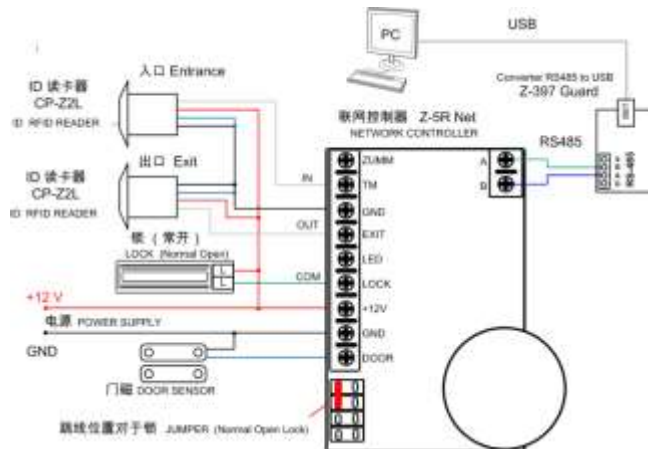 USB
PC
入口 Entrance
ID 读卡器
CP-Z2L
ID RFID READER
Converter RS485 to USB
Z-397 Guard
联网控制器 Z-5R Net
NETWORK CONTROLLER
RS485
出口 Exit
ID 读卡器
CP-Z2L
ID RFID READER
IN
OUT
COM
ZUMM
TM
GND
EXIT
LED
LOCK
+12V
GND
DOOR
A
B
RS-485
锁 （ 常开 ）
LOCK (Normal Open)
L
L
+12 V
电源 POWER SUPPLY
GND
门磁 DOOR SENSOR
跳线位置对于锁 JUMPER (Normal Open Lock)